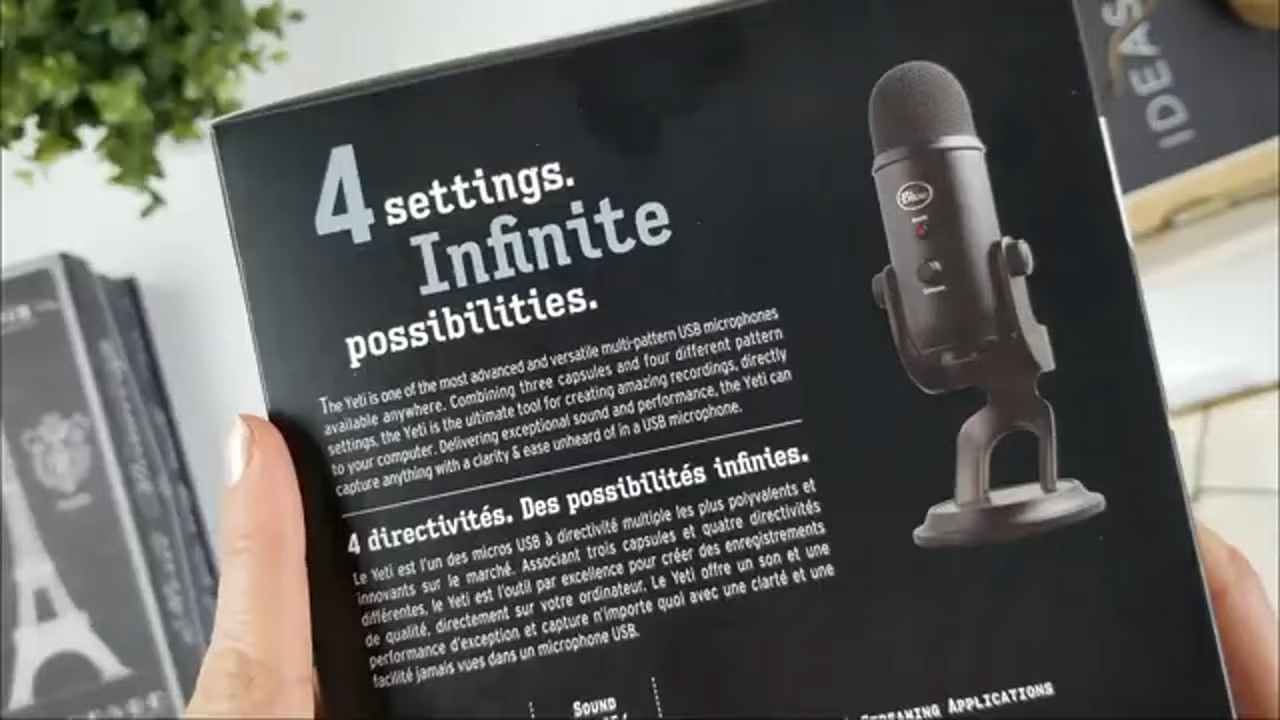 4 settings.
Infinite
possibilities.
The Yeti is one of the most advanced and versatile multi-pattern USB microphones
available anywhere. Combining three capsules and four different pattern
settings, the Yeti is the ultimate tool for creating amazing recordings, directly
to your computer. Delivering exceptional sound and performance, the Yeti can
capture anything with a clarity & ease unheard of in a USB microphone.
4 directivités. Des possibilités infinies.
Le Yeti est l'un des micros USB à directivité multiple les plus polyvalents et
innovants sur le marché. Associant trois capsules et quatre directivités
différentes, le Yeti est l'outil par excellence pour créer des enregistrements
de qualité, directement sur votre ordinateur. Le Yeti offre un son et une
performance d'exception et capture n'importe quoi avec une clarté et une
facilité jamais vues dans un microphone USB.
Sound
Streaming Applications
Blue
IDEAS